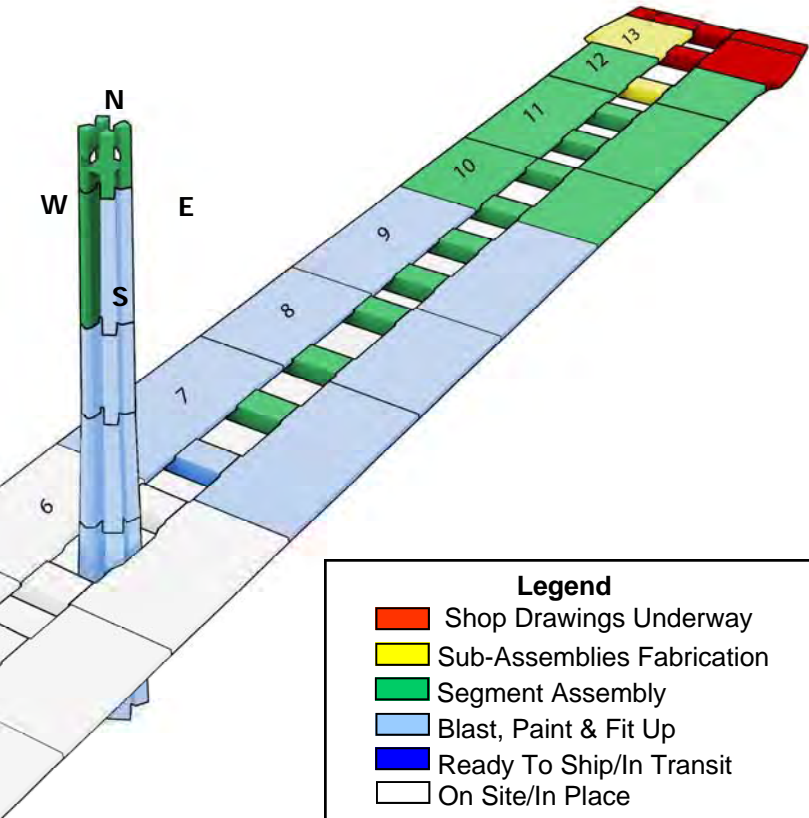 13
12
11
10
9
8
7
6
N
W
E
S
Legend
Shop Drawings Underway
Sub-Assemblies Fabrication
Segment Assembly
Blast, Paint & Fit Up
Ready To Ship/In Transit
On Site/In Place